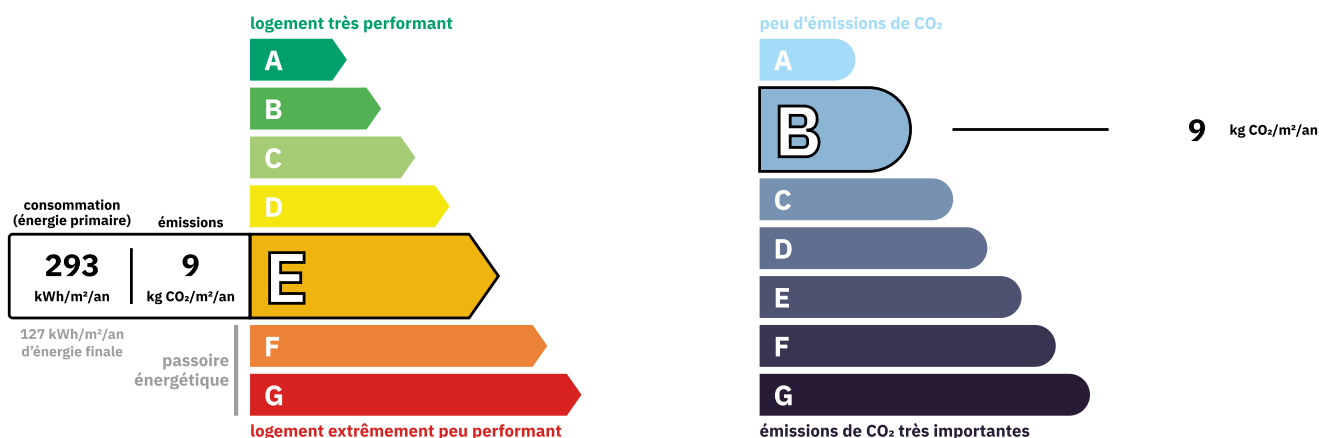 logement très performant
A
B
C
D
consommation
(énergie primaire)
émissions
293
kWh/m²/an
9
kg CO₂/m²/an
E
127 kWh/m²/an
d'énergie finale
passoire
énergétique
F
G
logement extrêmement peu performant
peu d'émissions de CO₂
A
B
9 kg CO₂/m²/an
C
D
E
F
G
émissions de CO₂ très importantes